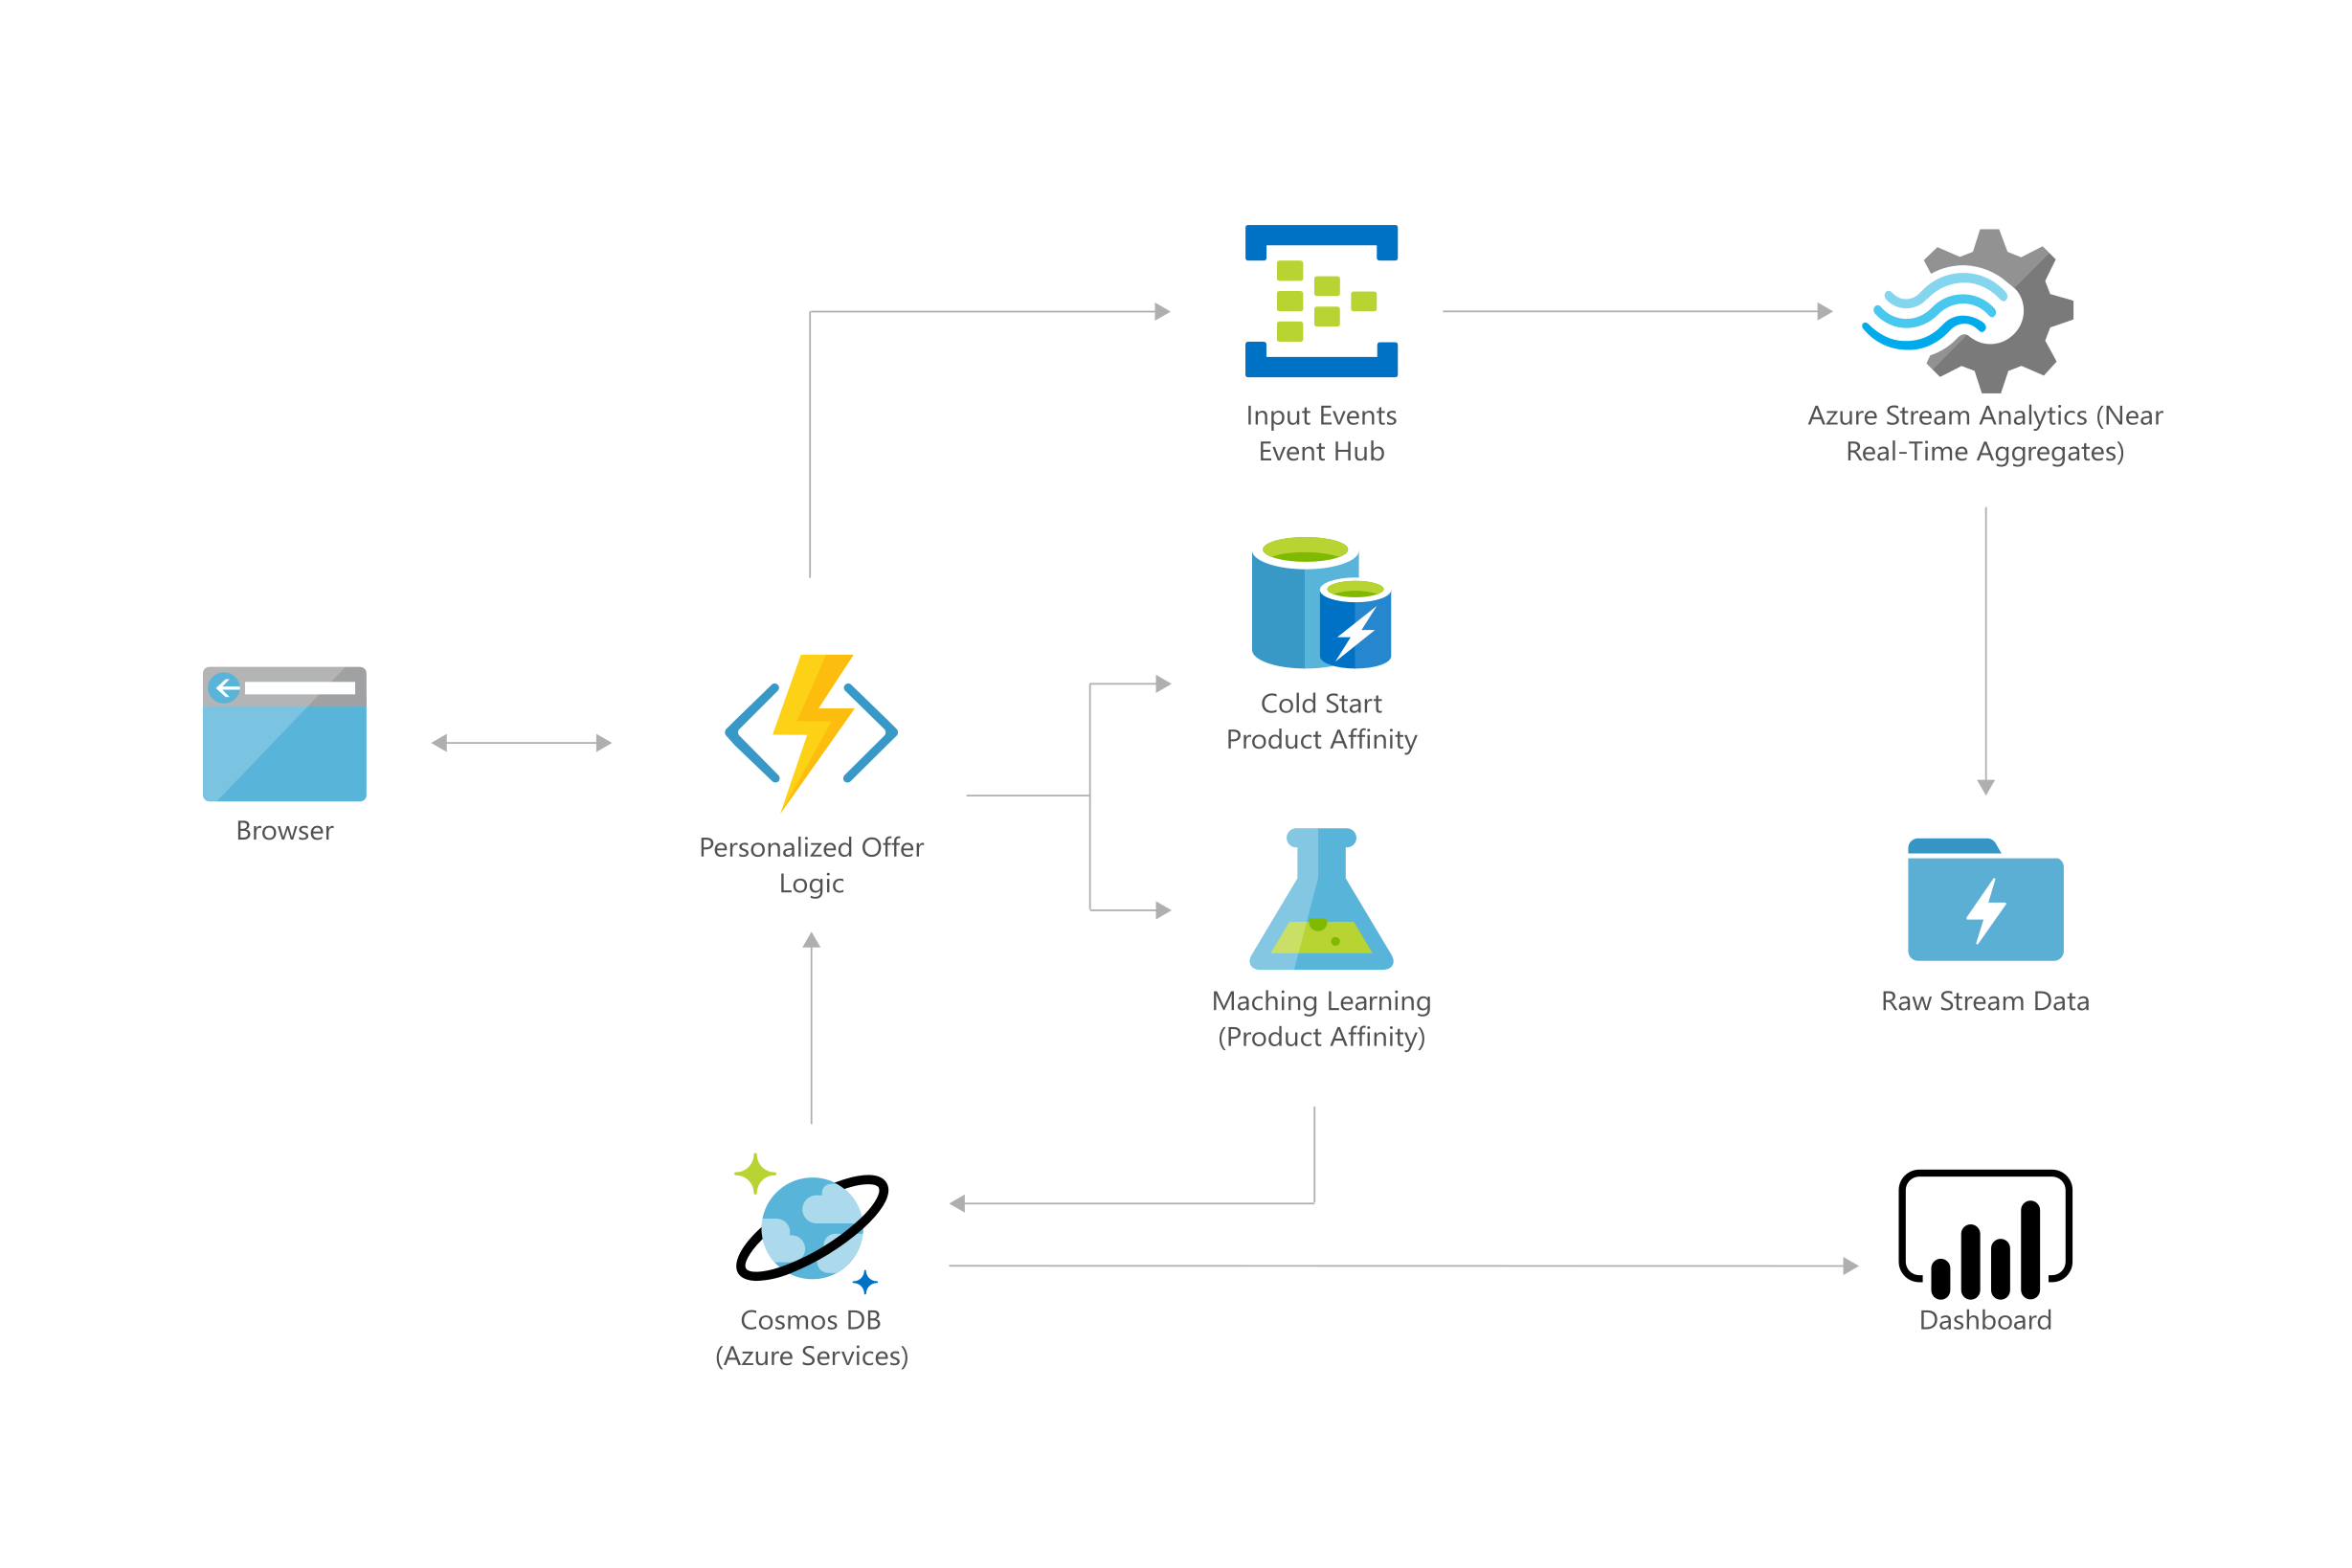 Input Events
Event Hub
Azure Stream Analytics (Near
Real-Time Aggregates)
Cold Start
Product Affinity
Browser
Personalized Offer
Logic
Maching Learning
(Product Affinity)
Raw Stream Data
Cosmos DB
(Azure Services)
Dashboard